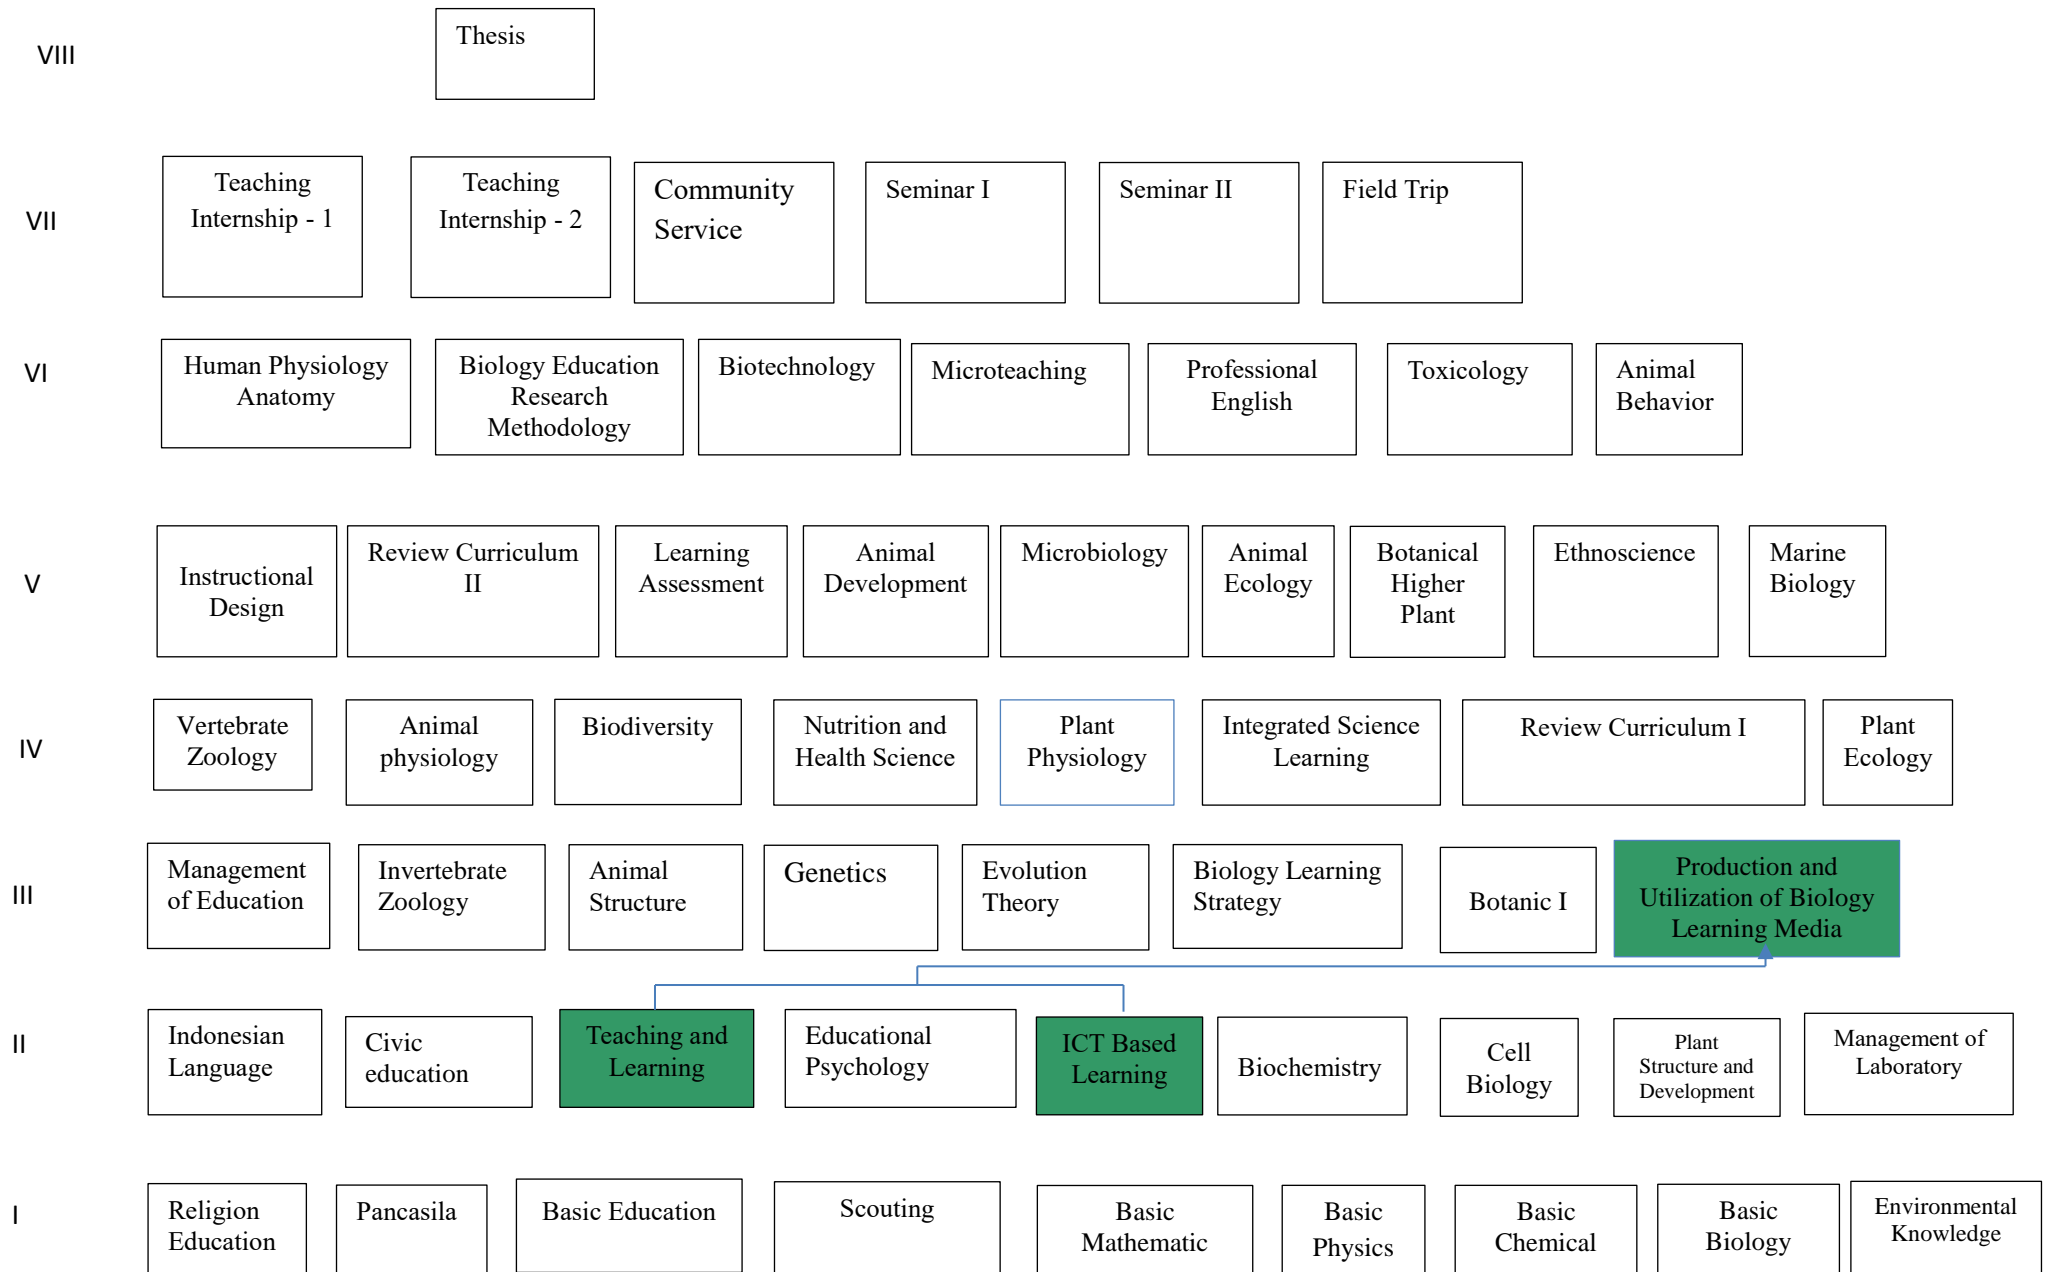 VIII
Thesis
VII
Teaching
Internship - 1
Teaching
Internship - 2
Community
Service
Seminar I
Seminar II
Field Trip
VI
Human Physiology
Anatomy
Biology Education
Research
Methodology
Biotechnology
Microteaching
Professional
English
Toxicology
Animal
Behavior
V
Instructional
Design
Review Curriculum
II
Learning
Assessment
Animal
Development
Microbiology
Animal
Ecology
Botanical
Higher
Plant
Ethnoscience
Marine
Biology
IV
Vertebrate
Zoology
Animal
physiology
Biodiversity
Nutrition and
Health Science
Plant
Physiology
Integrated Science
Learning
Review Curriculum I
Plant
Ecology
III
Management
of Education
Invertebrate
Zoology
Animal
Structure
Genetics
Evolution
Theory
Biology Learning
Strategy
Botanic I
Production and
Utilization of Biology
Learning Media
II
Indonesian
Language
Civic
education
Teaching and
Learning
Educational
Psychology
ICT Based
Learning
Biochemistry
Cell
Biology
Plant
Structure and
Development
Management of
Laboratory
I
Religion
Education
Pancasila
Basic Education
Scouting
Basic
Mathematic
Basic
Physics
Basic
Chemical
Basic
Biology
Environmental
Knowledge